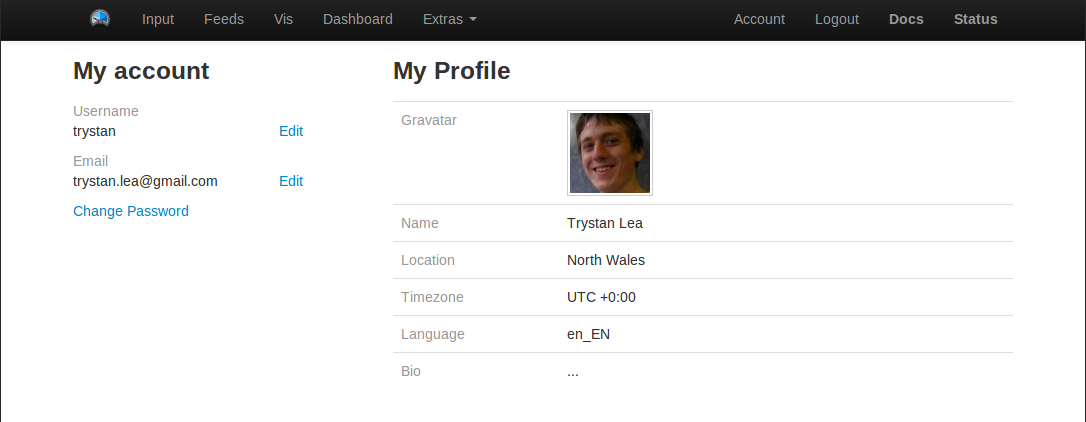 Input Feeds Vis Dashboard Extras Account Logout Docs Status
My account
Username
trystan Edit
Email
trystan.lea@gmail.com Edit
Change Password
My Profile
Gravatar
Name Trystan Lea
Location North Wales
Timezone UTC +0:00
Language en_EN
Bio ...